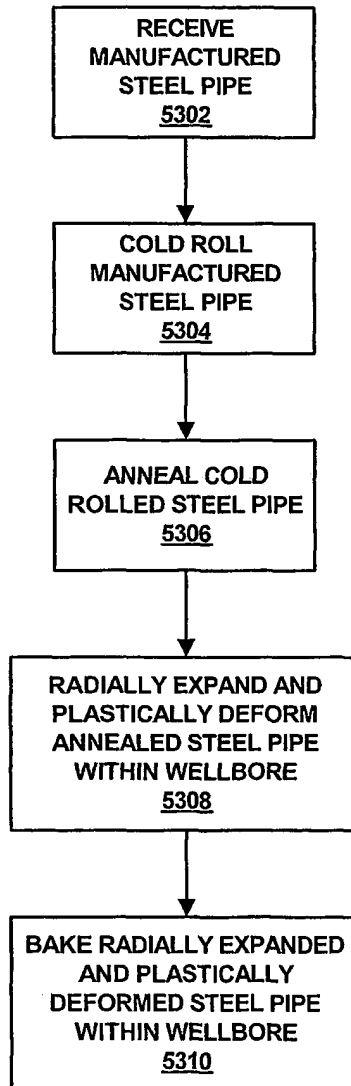 RECEIVE
MANUFACTURED
STEEL PIPE
5302
COLD ROLL
MANUFACTURED
STEEL PIPE
5304
ANNEAL COLD
ROLLED STEEL PIPE
5306
RADIALLY EXPAND AND
PLASTICALLY DEFORM
ANNEALED STEEL PIPE
WITHIN WELLBORE
5308
BAKE RADIALLY EXPANDED
AND PLASTICALLY
DEFORMED STEEL PIPE
WITHIN WELLBORE
5310